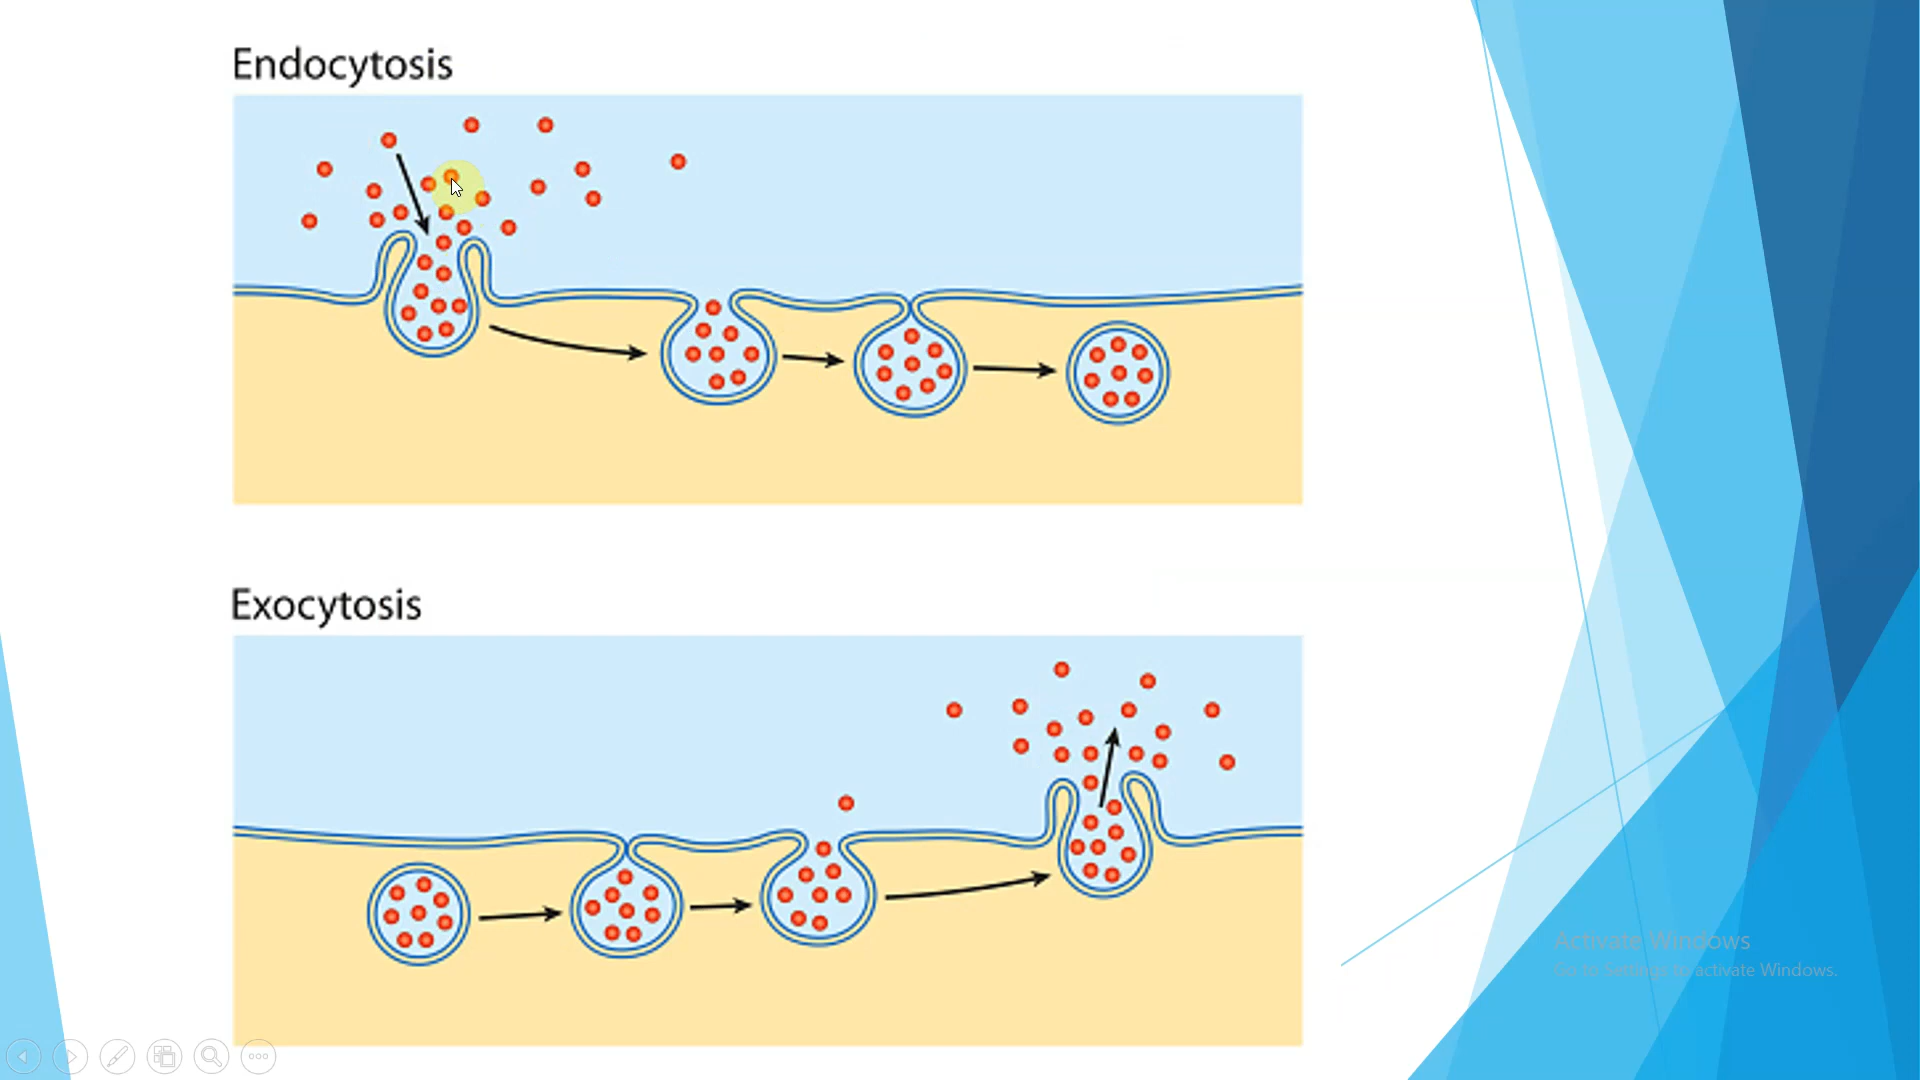 Endocytosis
Exocytosis
Activate Windows
Go to Settings to activate Windows.